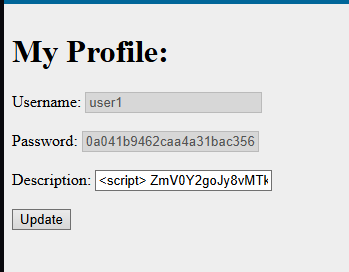 My Profile:
Username: user1
Password: 0a041b9462caa4a31bac356
Description: <script> ZmV0Y2goJy8vMTk
Update